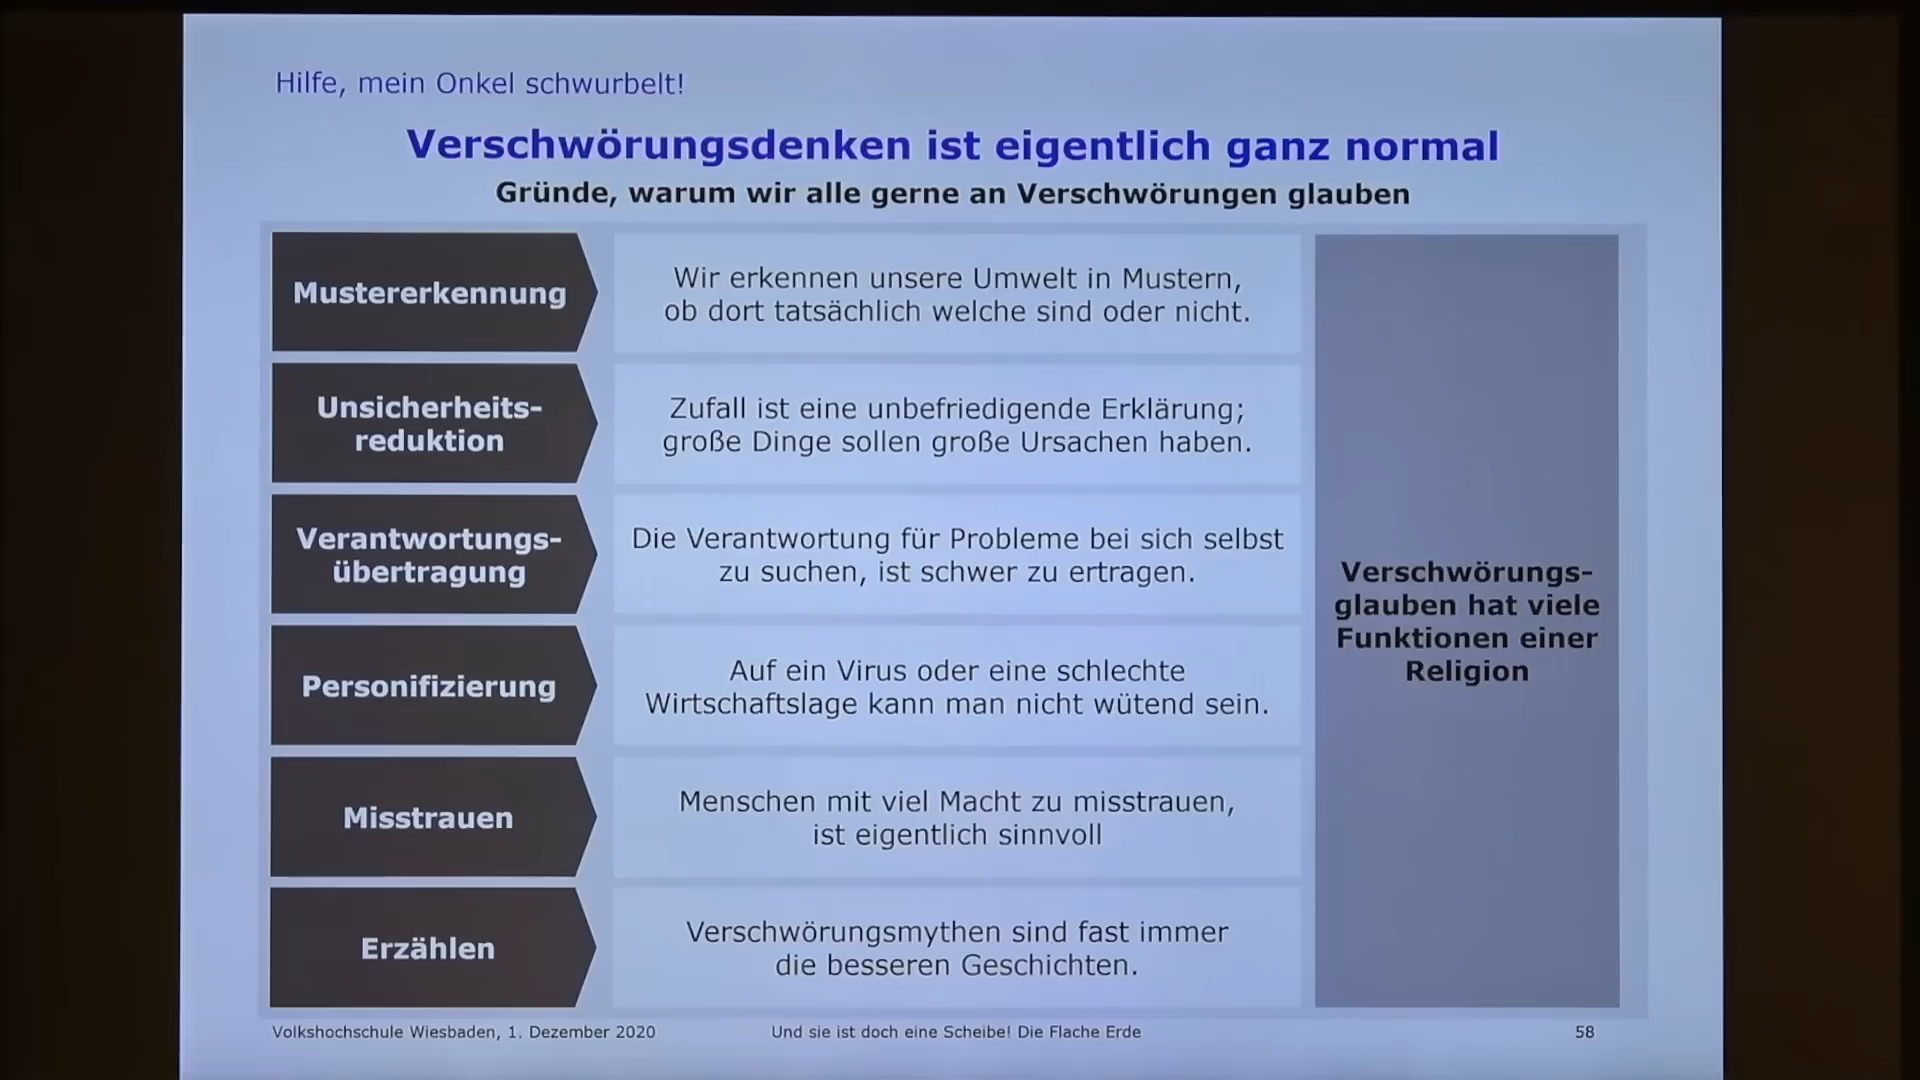 Hilfe, mein Onkel schwurbelt!
Verschwörungsdenken ist eigentlich ganz normal
Gründe, warum wir alle gerne an Verschwörungen glauben
Mustererkennung
Wir erkennen unsere Umwelt in Mustern,
ob dort tatsächlich welche sind oder nicht.
Unsicherheits-
reduktion
Zufall ist eine unbefriedigende Erklärung;
große Dinge sollen große Ursachen haben.
Verantwortungs-
übertragung
Die Verantwortung für Probleme bei sich selbst
zu suchen, ist schwer zu ertragen.
Personifizierung
Auf ein Virus oder eine schlechte
Wirtschaftslage kann man nicht wütend sein.
Misstrauen
Menschen mit viel Macht zu misstrauen,
ist eigentlich sinnvoll
Erzählen
Verschwörungsmythen sind fast immer
die besseren Geschichten.
Verschwörungs-
glauben hat viele
Funktionen einer
Religion
Volkshochschule Wiesbaden, 1. Dezember 2020
Und sie ist doch eine Scheibe! Die Flache Erde
58